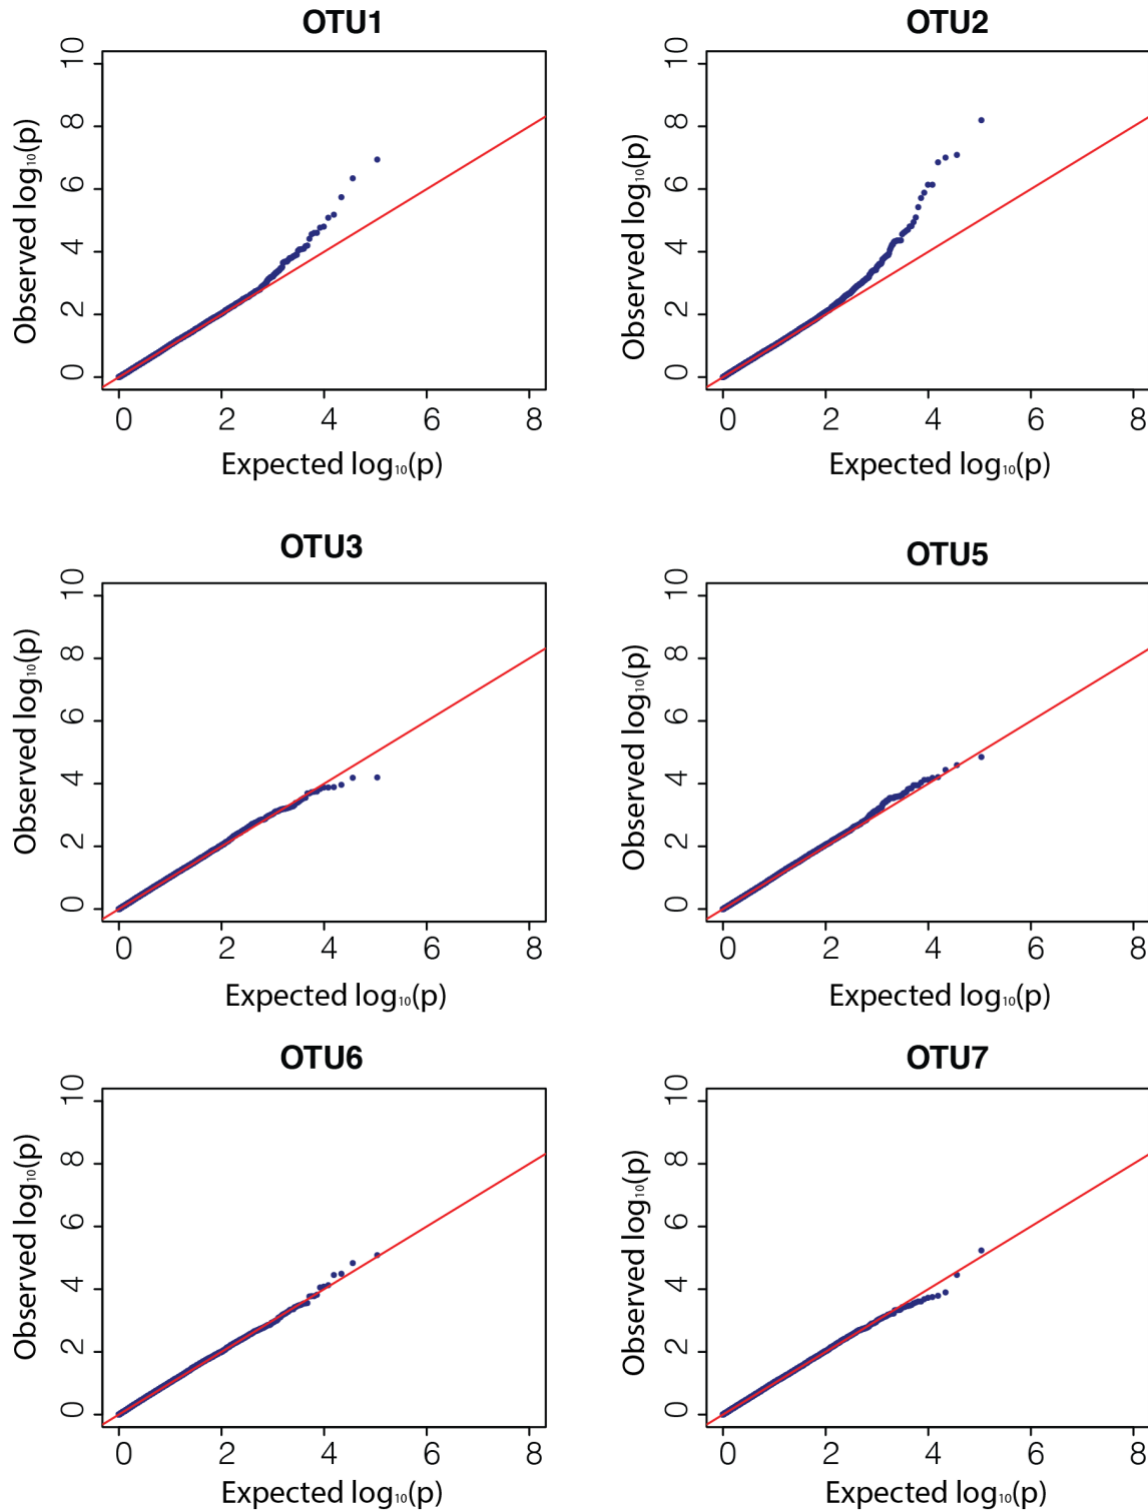 OTU1
10
8
6
4
2
0
Observed log₁₀(p)
0 2 4 6 8
Expected log₁₀(p)
OTU2
10
8
6
4
2
0
Observed log₁₀(p)
0 2 4 6 8
Expected log₁₀(p)
OTU3
10
8
6
4
2
0
Observed log₁₀(p)
0 2 4 6 8
Expected log₁₀(p)
OTU5
10
8
6
4
2
0
Observed log₁₀(p)
0 2 4 6 8
Expected log₁₀(p)
OTU6
10
8
6
4
2
0
Observed log₁₀(p)
0 2 4 6 8
Expected log₁₀(p)
OTU7
10
8
6
4
2
0
Observed log₁₀(p)
0 2 4 6 8
Expected log₁₀(p)